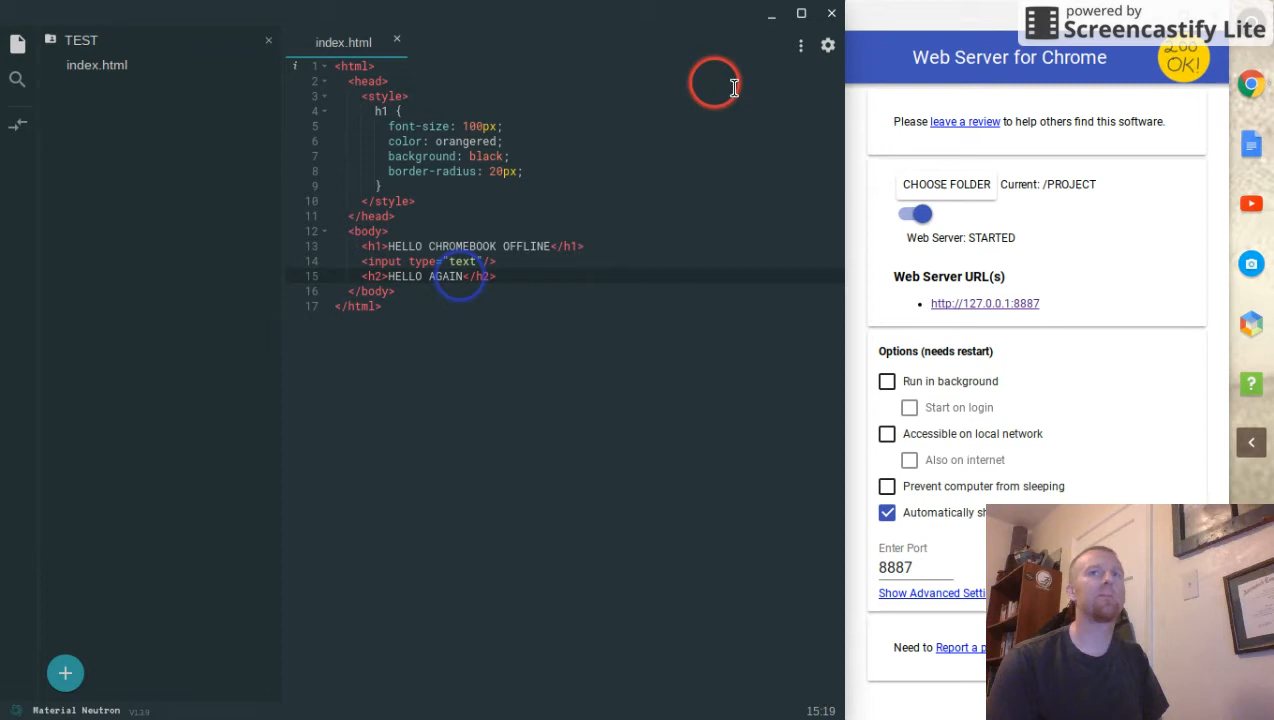 powered by
Screencastify Lite
TEST
index.html
index.html
i
1 <html>
2 <head>
3 <style>
4 h1 {
5 font-size: 100px;
6 color: orangered;
7 background: black;
8 border-radius: 20px;
9 }
10 </style>
11 </head>
12 <body>
13 <h1>HELLO CHROMEBOOK OFFLINE</h1>
14 <input type="text"/>
15 <h2>HELLO AGAIN</h2>
16 </body>
17 </html>
Material Neutron v1.3.9
15:19
Web Server for Chrome
200
OK!
Please leave a review to help others find this software.
CHOOSE FOLDER Current: /PROJECT
Web Server: STARTED
Web Server URL(s)
http://127.0.0.1:8887
Options (needs restart)
Run in background
Start on login
Accessible on local network
Also on internet
Prevent computer from sleeping
Automatically sh
Enter Port
8887
Show Advanced Setti
Need to Report a p
?